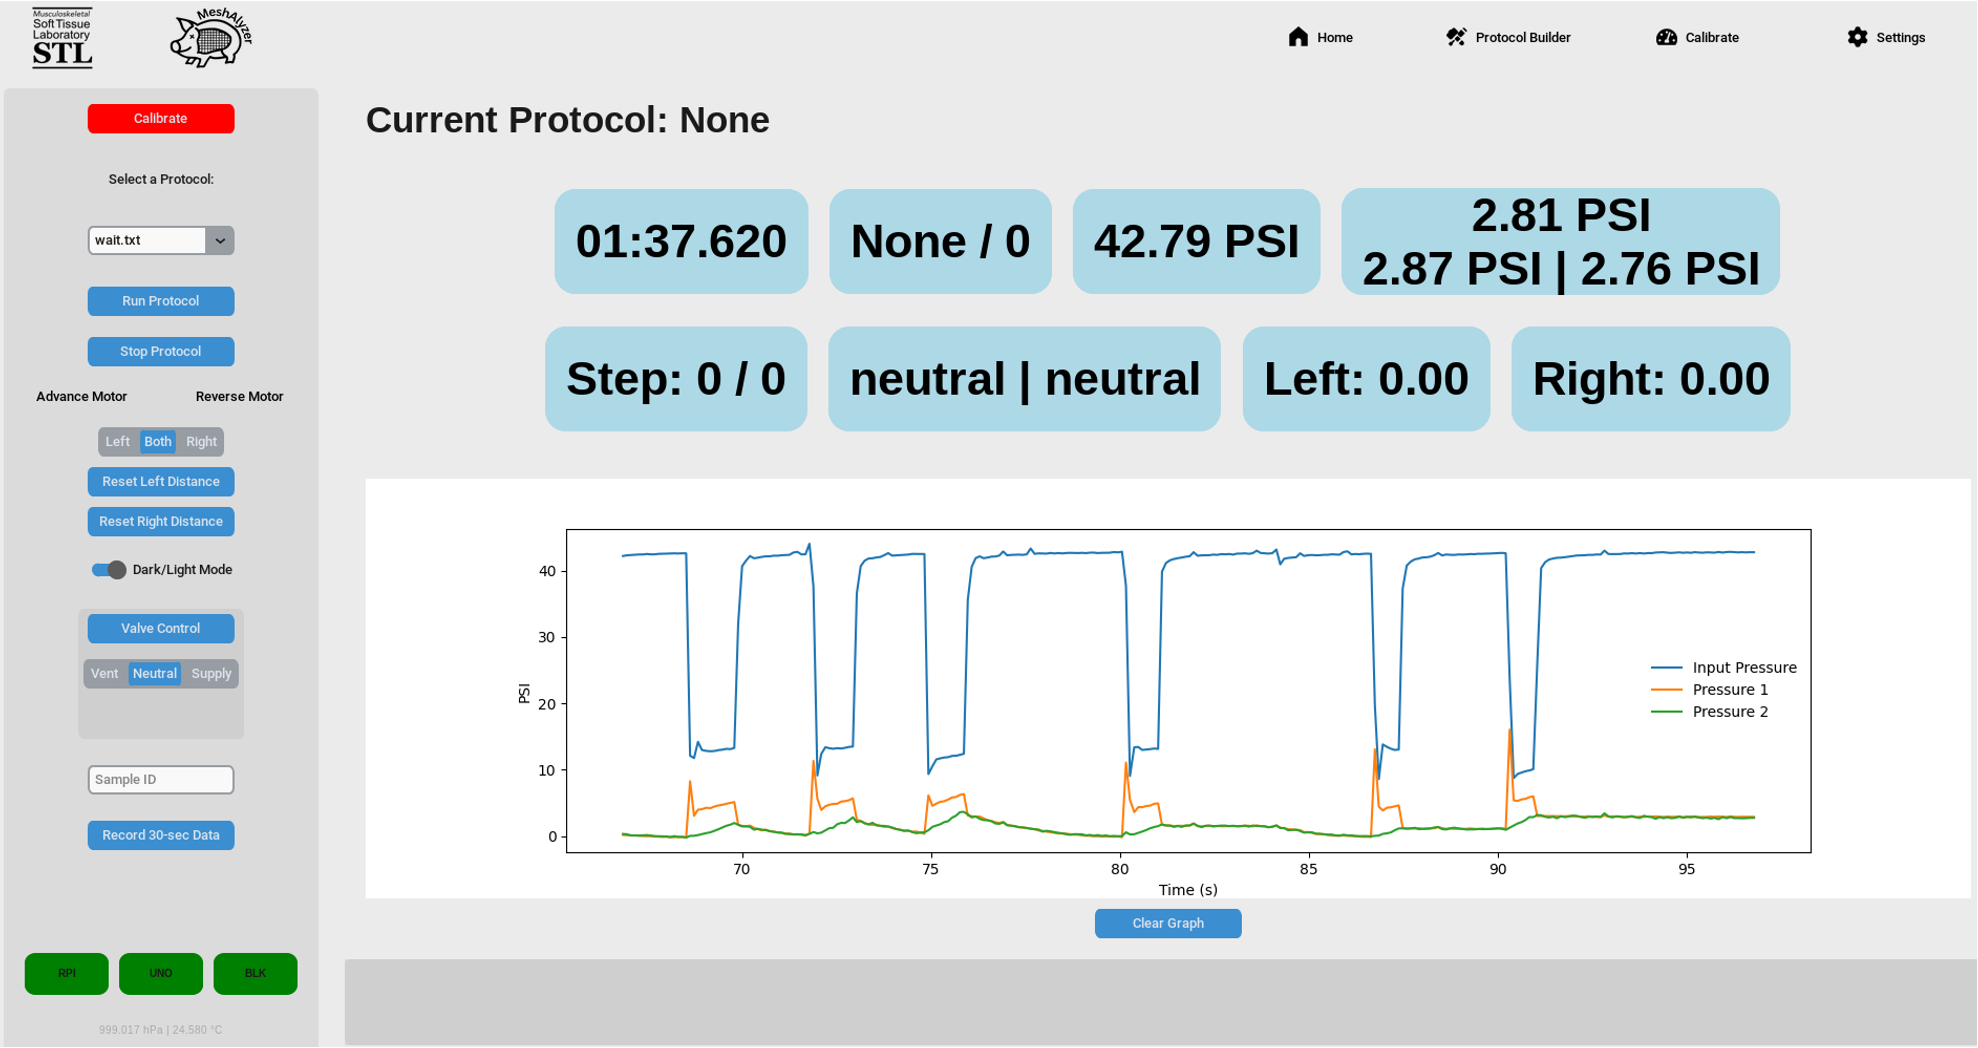 Musculoskeletal
Soft Tissue
Laboratory
STL
MeshAlyzer
Home
Protocol Builder
Calibrate
Settings
Calibrate
Select a Protocol:
wait.txt
Run Protocol
Stop Protocol
Advance Motor
Reverse Motor
Left Both Right
Reset Left Distance
Reset Right Distance
Dark/Light Mode
Valve Control
Vent Neutral Supply
Sample ID
Record 30-sec Data
RPI
UNO
BLK
999.017 hPa | 24.580 °C
Current Protocol: None
01:37.620
None / 0
42.79 PSI
2.81 PSI
2.87 PSI | 2.76 PSI
Step: 0 / 0
neutral | neutral
Left: 0.00
Right: 0.00
PSI
40
30
20
10
0
Input Pressure
Pressure 1
Pressure 2
70 75 80 85 90 95
Time (s)
Clear Graph